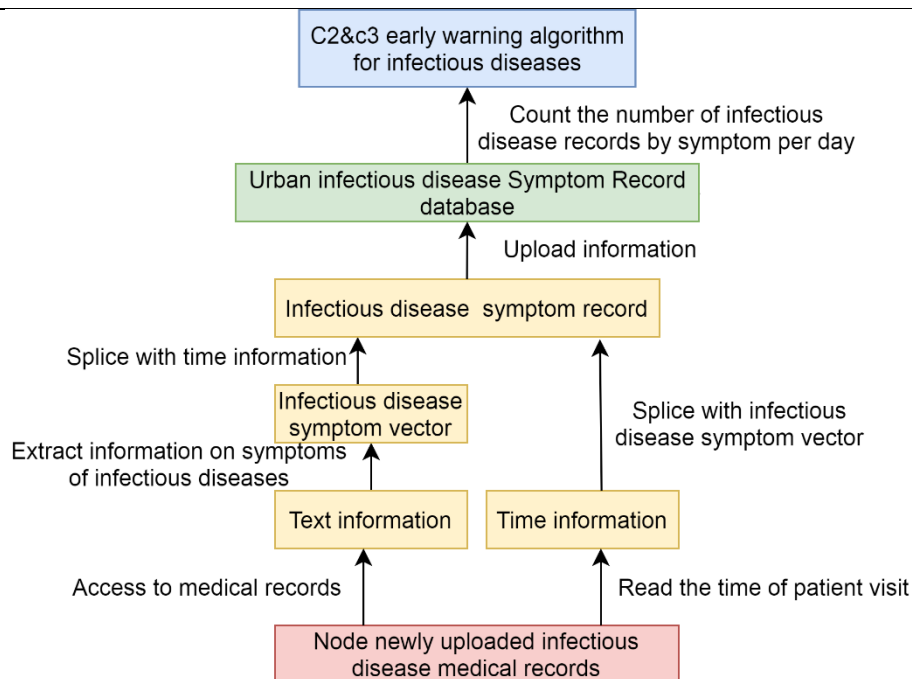 C2&c3 early warning algorithm
for infectious diseases
Count the number of infectious
disease records by symptom per day
Urban infectious disease Symptom Record
database
Upload information
Infectious disease symptom record
Splice with time information
Infectious disease
symptom vector
Splice with infectious
disease symptom vector
Extract information on symptoms
of infectious diseases
Text information
Time information
Access to medical records
Read the time of patient visit
Node newly uploaded infectious
disease medical records